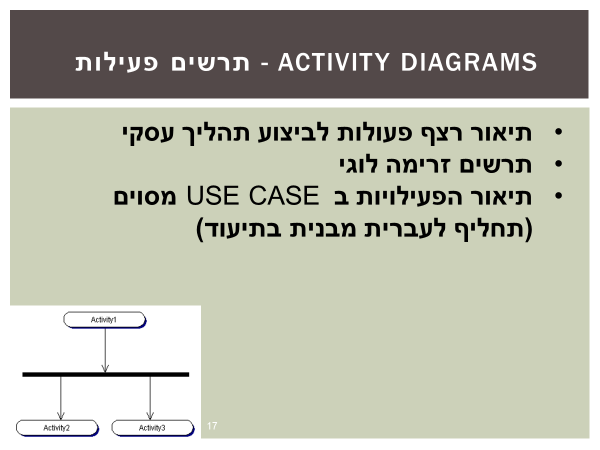 ACTIVITY DIAGRAMS - תרשים פעילות
• תיאור רצף פעולות לביצוע תהליך עסקי
• תרשים זרימה לוגי
• תיאור הפעילויות ב USE CASE מסוים
(תחליף לעברית מבנית בתיעוד)
Activity1
Activity2 Activity3
17